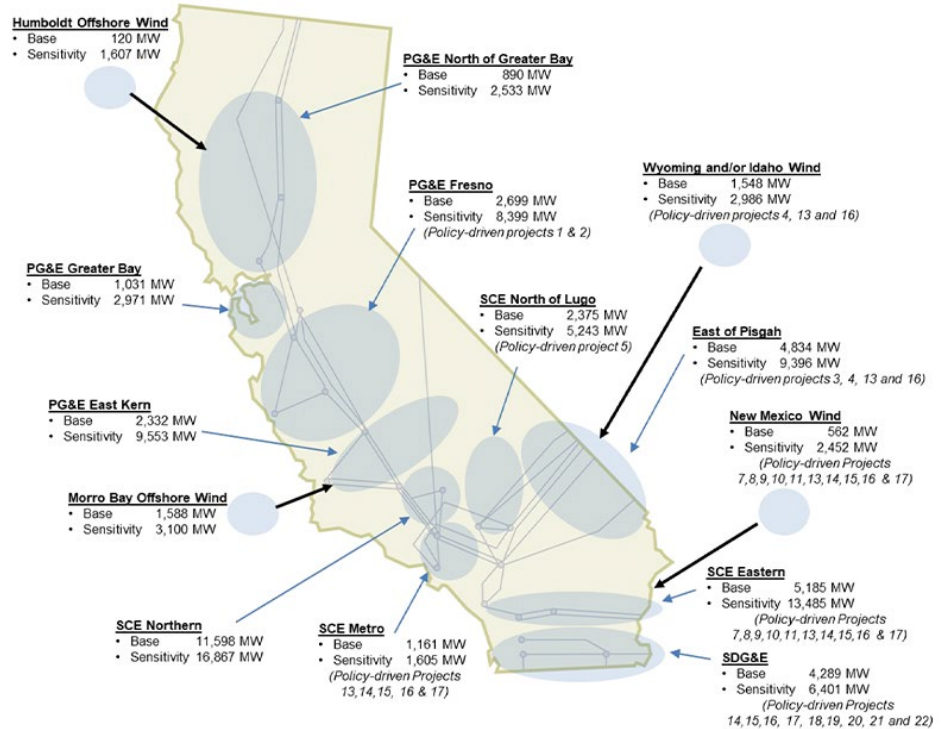 Humboldt Offshore Wind
• Base 120 MW
• Sensitivity 1,607 MW
PG&E North of Greater Bay
• Base 890 MW
• Sensitivity 2,533 MW
Wyoming and/or Idaho Wind
• Base 1,548 MW
• Sensitivity 2,986 MW
(Policy-driven projects 4, 13 and 16)
PG&E Fresno
• Base 2,699 MW
• Sensitivity 8,399 MW
(Policy-driven projects 1 & 2)
PG&E Greater Bay
• Base 1,031 MW
• Sensitivity 2,971 MW
SCE North of Lugo
• Base 2,375 MW
• Sensitivity 5,243 MW
(Policy-driven project 5)
East of Pisgah
• Base 4,834 MW
• Sensitivity 9,396 MW
(Policy-driven projects 3, 4, 13 and 16)
PG&E East Kern
• Base 2,332 MW
• Sensitivity 9,553 MW
New Mexico Wind
• Base 562 MW
• Sensitivity 2,452 MW
(Policy-driven Projects
7,8,9,10,11,13,14,15,16 & 17)
Morro Bay Offshore Wind
• Base 1,588 MW
• Sensitivity 3,100 MW
SCE Eastern
• Base 5,185 MW
• Sensitivity 13,485 MW
(Policy-driven Projects
7,8,9,10,11,13,14,15,16 & 17)
SCE Northern
• Base 11,598 MW
• Sensitivity 16,867 MW
SCE Metro
• Base 1,161 MW
• Sensitivity 1,605 MW
(Policy-driven Projects
13,14,15, 16 & 17)
SDG&E
• Base 4,289 MW
• Sensitivity 6,401 MW
(Policy-driven Projects
14,15,16, 17, 18,19, 20, 21 and 22)